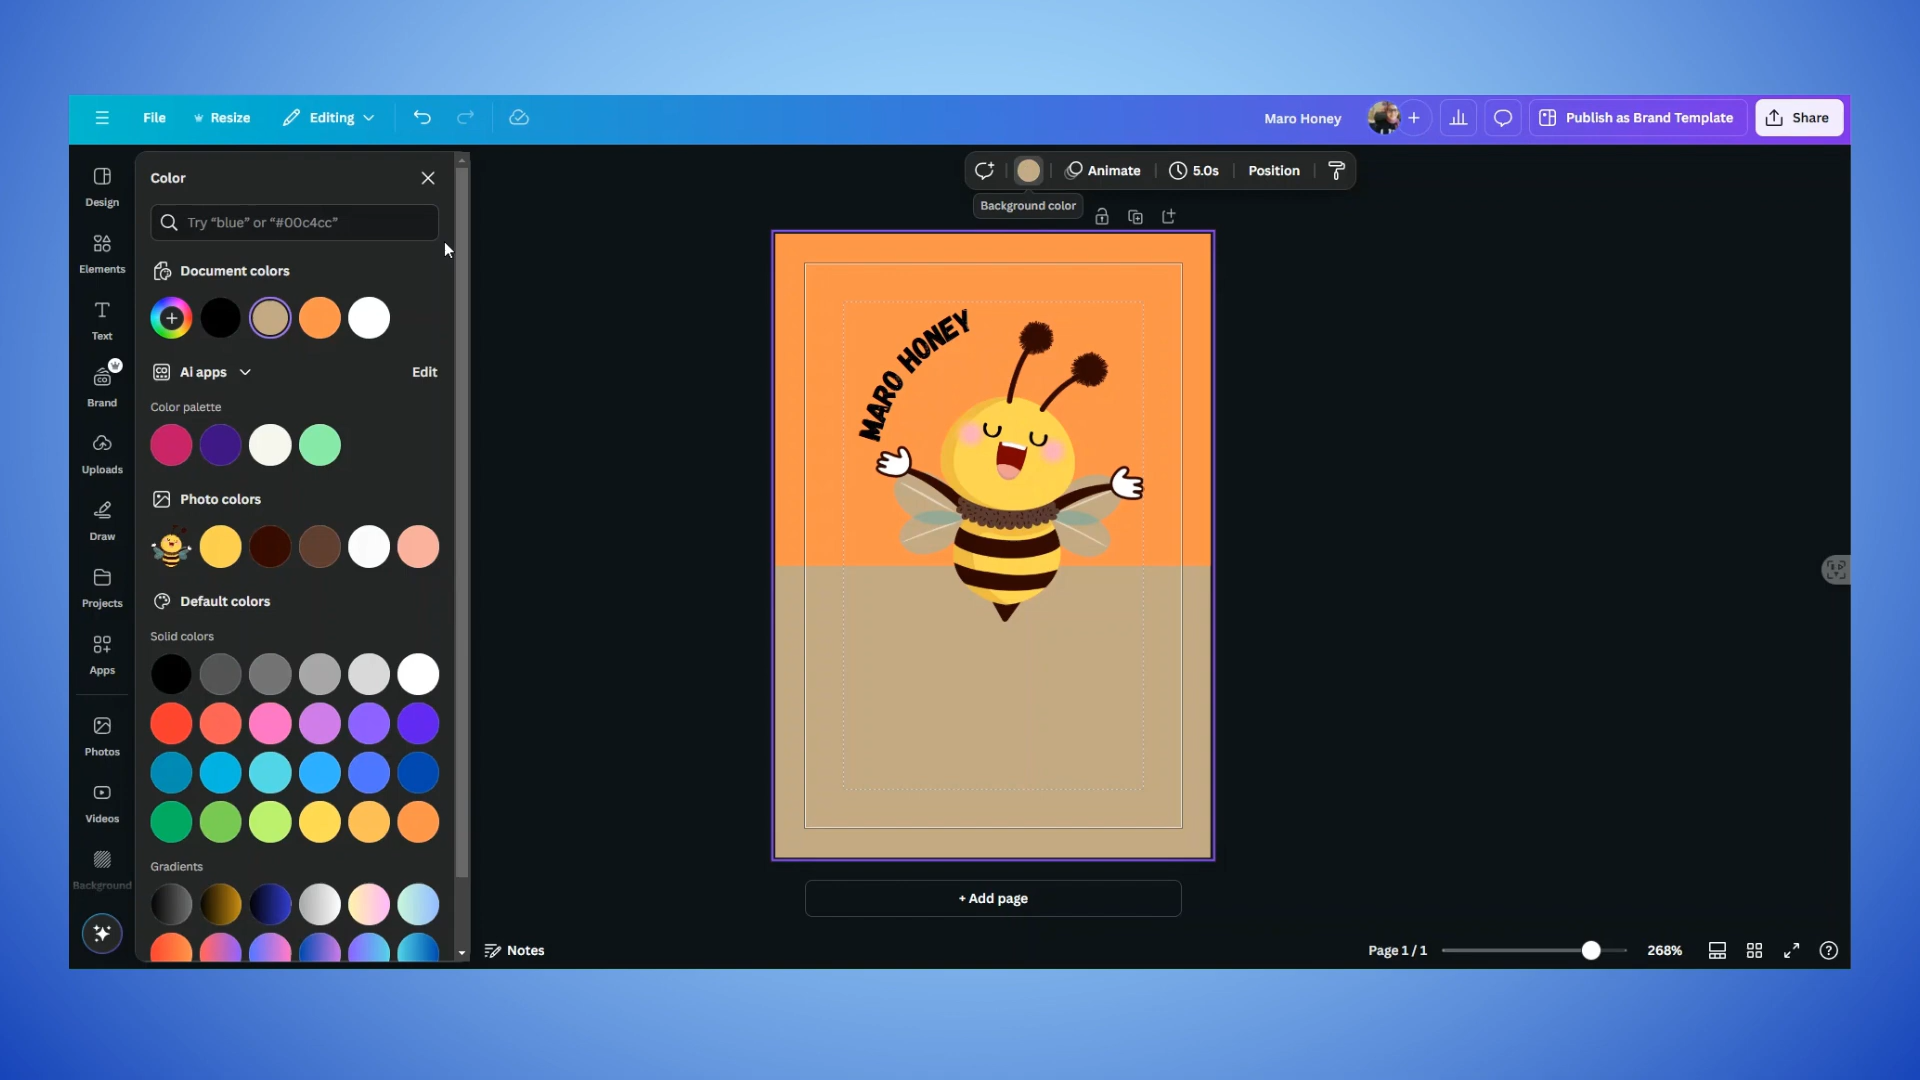 File
Resize
Editing
Maro Honey
Publish as Brand Template
Share
Design
Elements
Text
Brand
Uploads
Draw
Projects
Apps
Photos
Videos
Background
Color
Try “blue” or “#00c4cc”
Document colors
Ai apps
Edit
Color palette
Photo colors
Default colors
Solid colors
Gradients
Animate
5.0s
Position
Background color
MARO HONEY
+ Add page
Notes
Page 1 / 1
268%